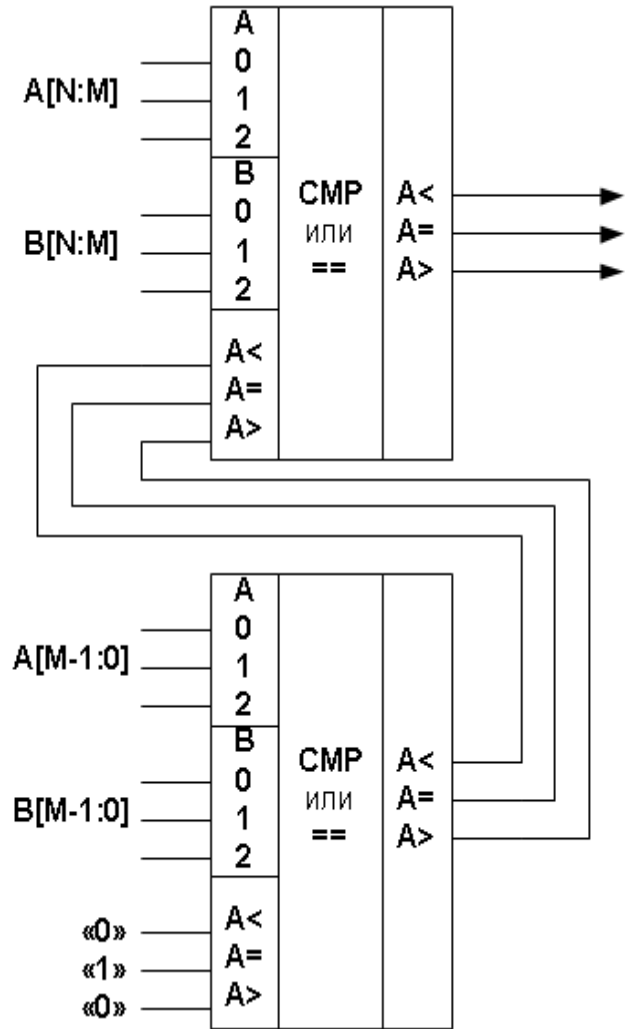 A
0
A[N:M] 1
2
B
0
B[N:M] 1
2
CMP
или
==
A<
A=
A>
A<
A=
A>
A
0
A[M-1:0] 1
2
B
0
B[M-1:0] 1
2
CMP
или
==
A<
A=
A>
«0» A<
«1» A=
«0» A>